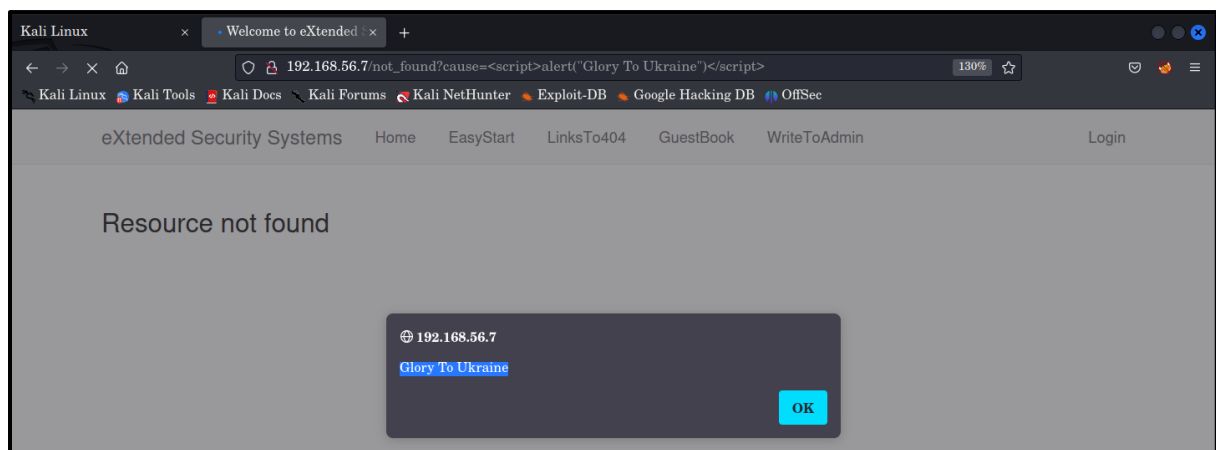 Kali Linux × Welcome to eXtended S × +
192.168.56.7/not_found?cause=<script>alert("Glory To Ukraine")</script> 130%
Kali Linux Kali Tools Kali Docs Kali Forums Kali NetHunter Exploit-DB Google Hacking DB OffSec
eXtended Security Systems Home EasyStart LinksTo404 GuestBook WriteToAdmin Login
Resource not found
192.168.56.7
Glory To Ukraine
OK